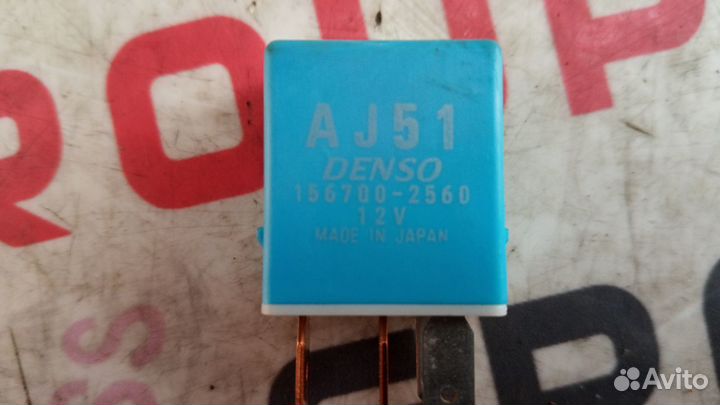 AJ51
DENSO
156700-2560
12V
MADE IN JAPAN
Avito